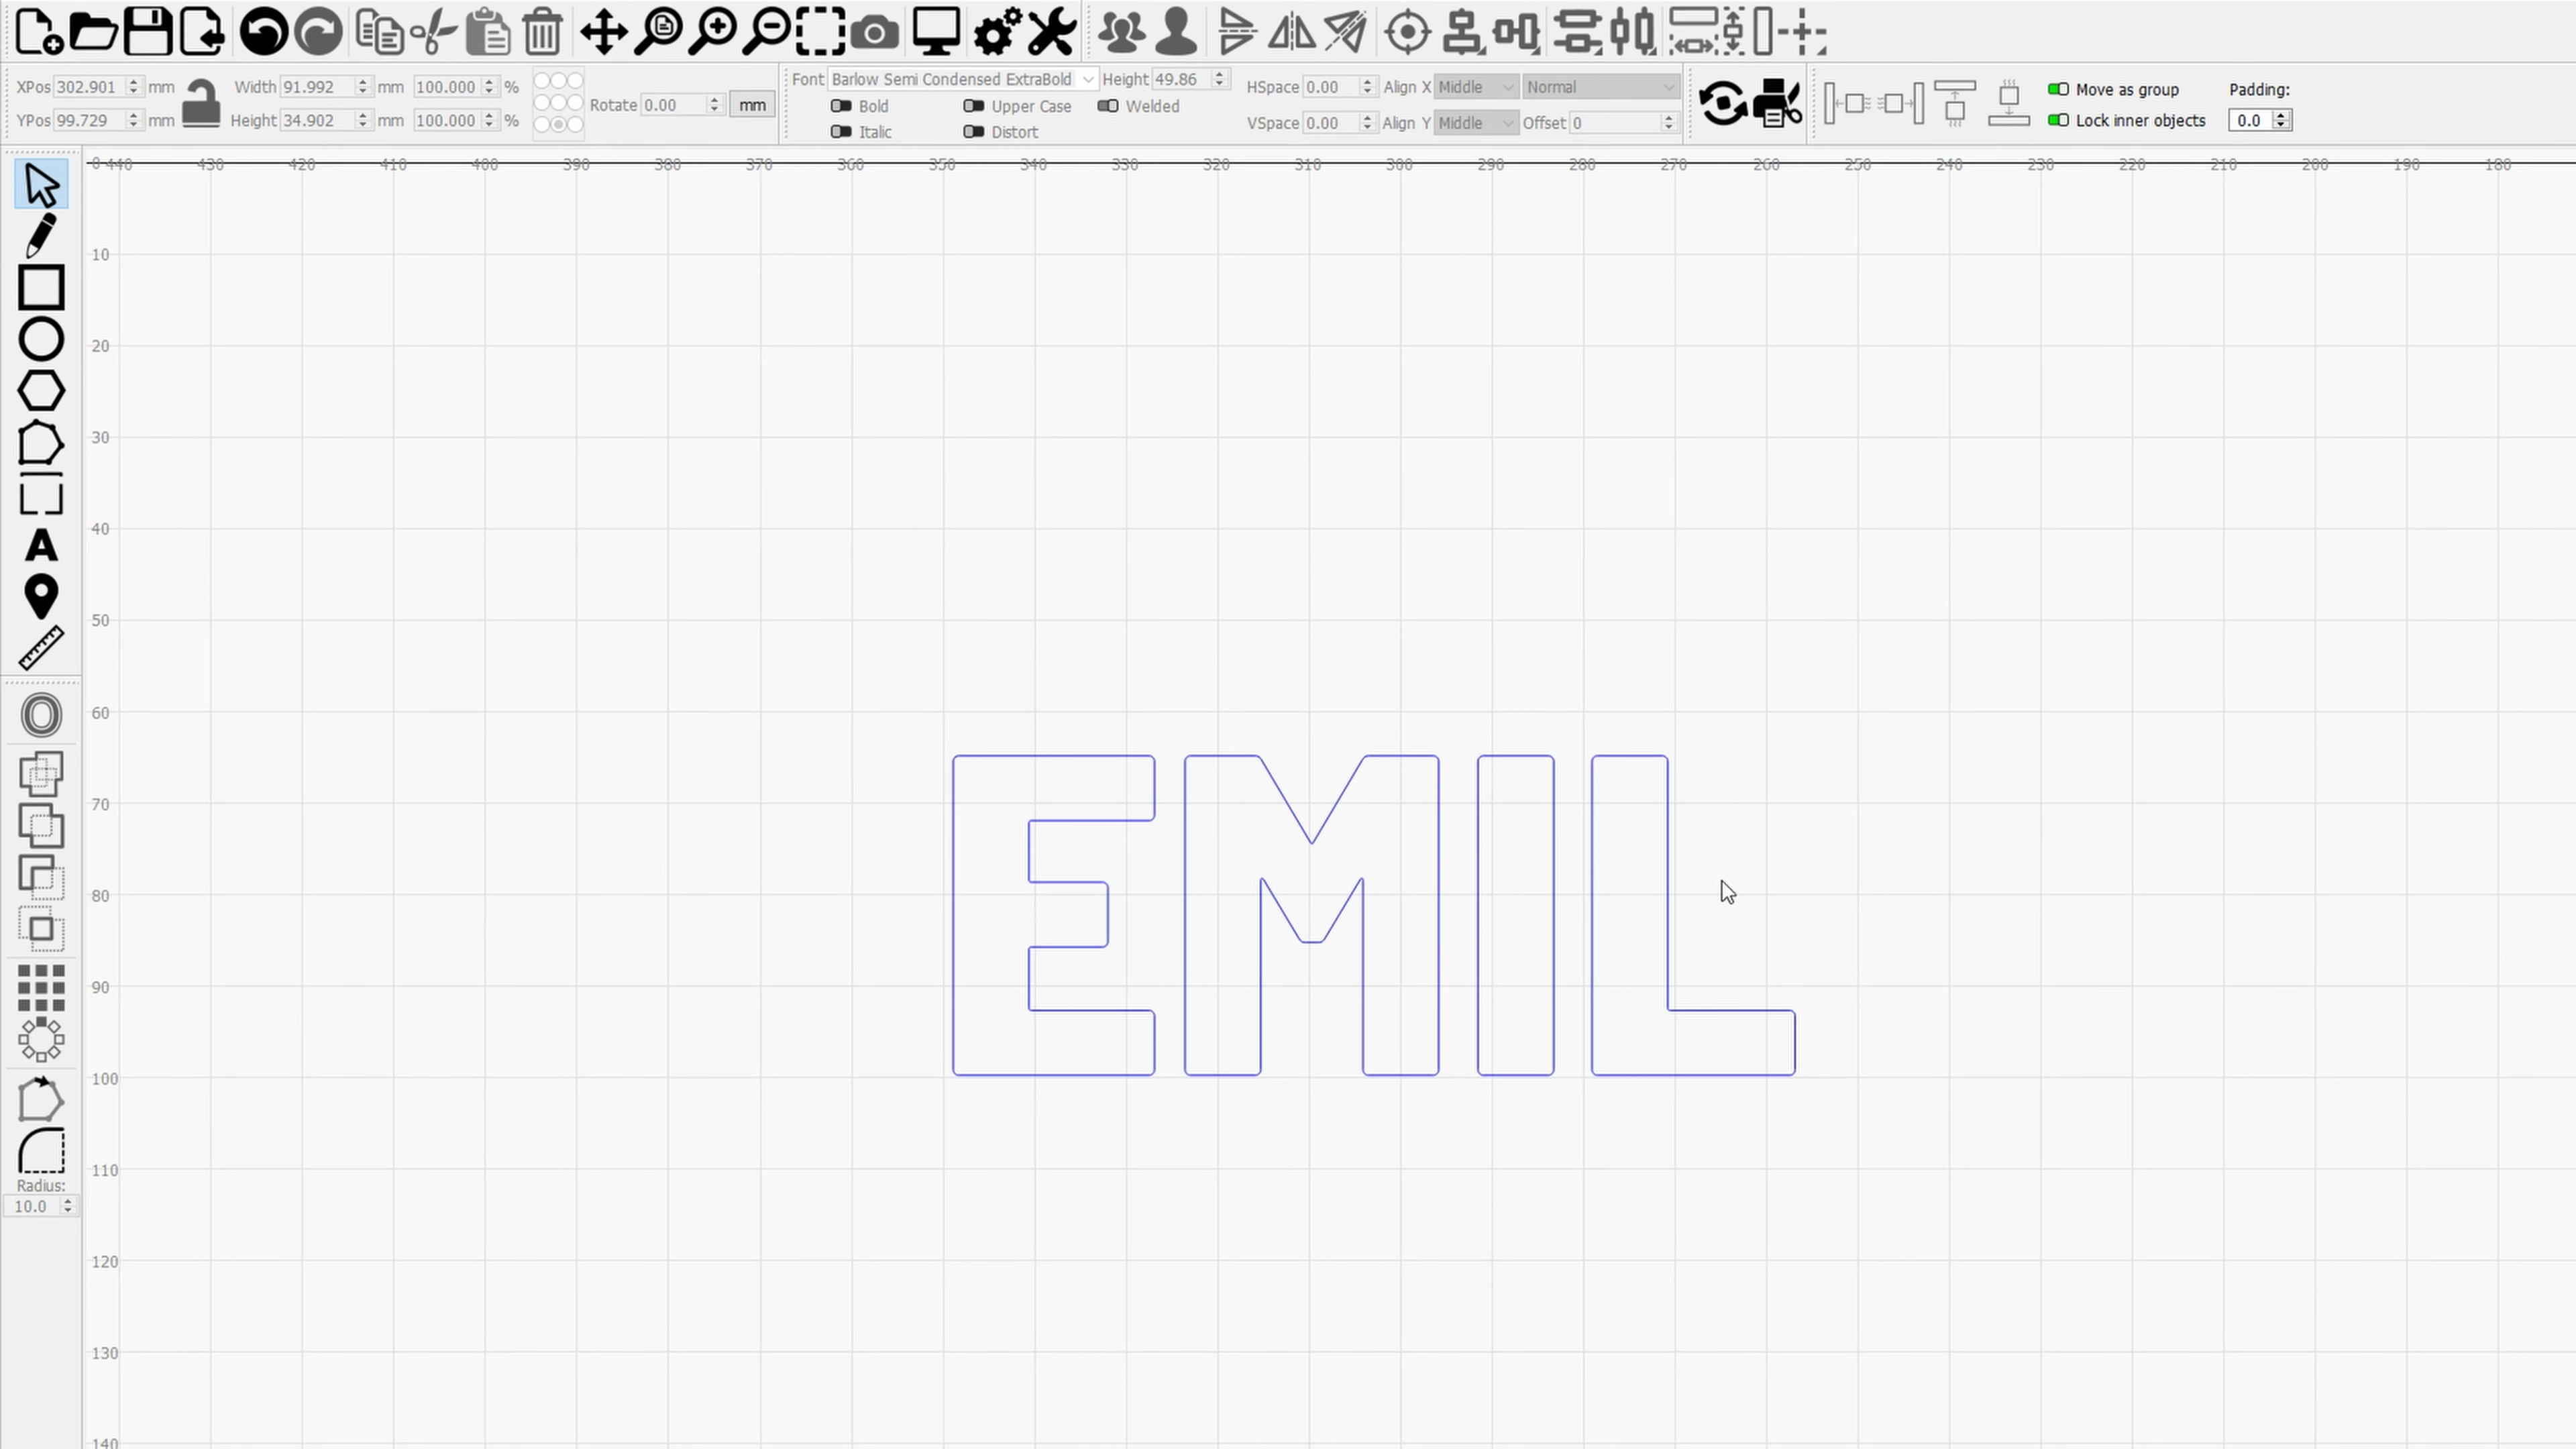 XPos 302.901 mm Width 91.992 mm 100.000 %
YPos 99.729 mm Height 34.902 mm 100.000 %
Rotate 0.00 mm
Font Barlow Semi Condensed ExtraBold Height 49.86
Bold Upper Case Welded
Italic Distort
HSpace 0.00 Align X Middle Normal
VSpace 0.00 Align Y Middle Offset 0
Move as group
Lock inner objects
Padding:
0.0
0 440 430 420 400 390 380 370 360 350 340 330 320 310 300 290 280 270 260 250 240 230 220 210 200 190 180
10
20
30
40
50
60
70
80
90
100
110
120
130
140
A
EMIL
Radius:
10.0